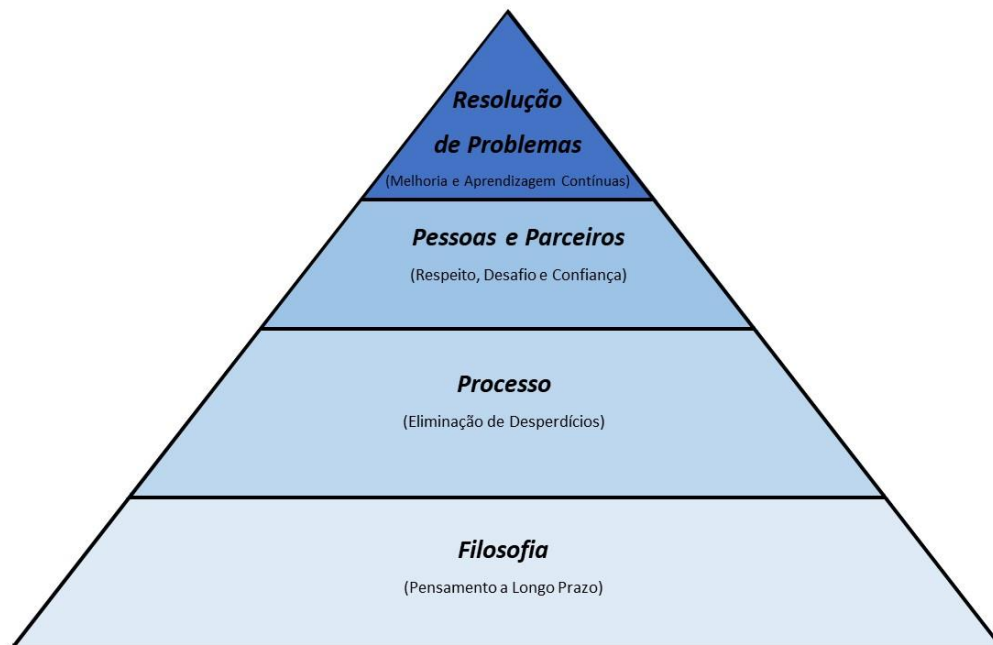 Resolução
de Problemas
(Melhoria e Aprendizagem Contínuas)
Pessoas e Parceiros
(Respeito, Desafio e Confiança)
Processo
(Eliminação de Desperdícios)
Filosofia
(Pensamento a Longo Prazo)